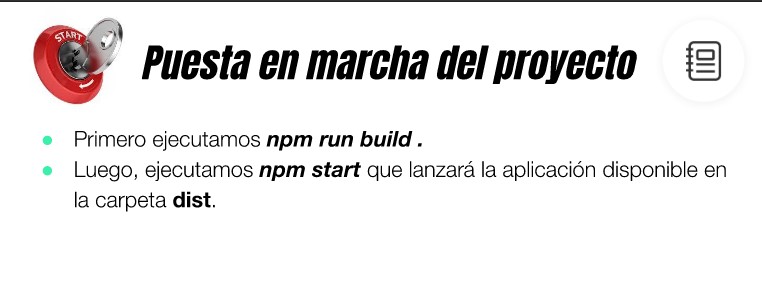 START
Puesta en marcha del proyecto
Primero ejecutamos npm run build .
Luego, ejecutamos npm start que lanzará la aplicación disponible en
la carpeta dist.